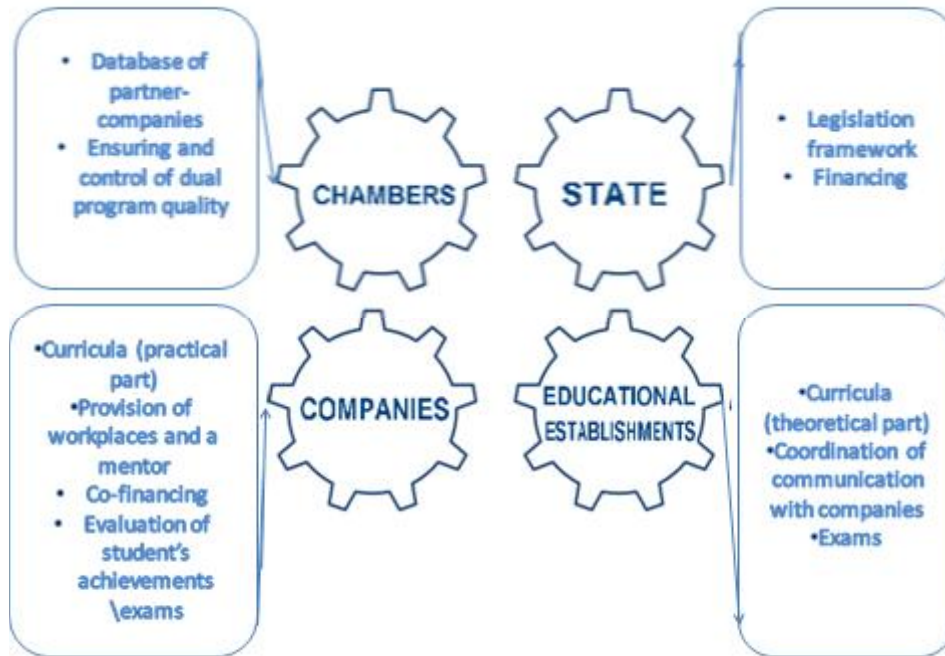 • Database of
partner-
companies
• Ensuring and
control of dual
program quality
CHAMBERS
STATE
• Legislation
framework
• Financing
•Curricula (practical
part)
•Provision of
workplaces and a
mentor
• Co-financing
• Evaluation of
student's
achievements
\exams
COMPANIES
EDUCATIONAL
ESTABLISHMENTS
•Curricula
(theoretical part)
•Coordination of
communication
with companies
•Exams